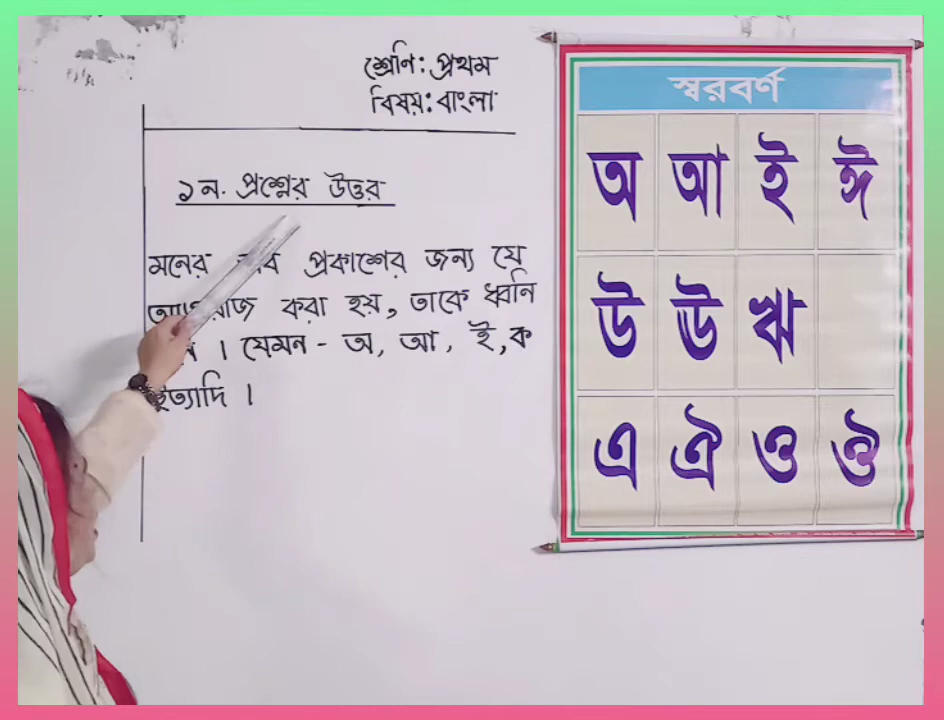 শ্রেণি: প্রথম
বিষয়: বাংলা
১ন. প্রশ্নের উত্তর
মনের প্রকাশের জন্য যে
করা হয়, তাকে ধ্বনি
। যেমন - অ, আ, ই, ক
ইত্যাদি ।
স্বরবর্ণ
অ আ ই ঈ
উ ঊ ঋ
এ ঐ ও ঔ